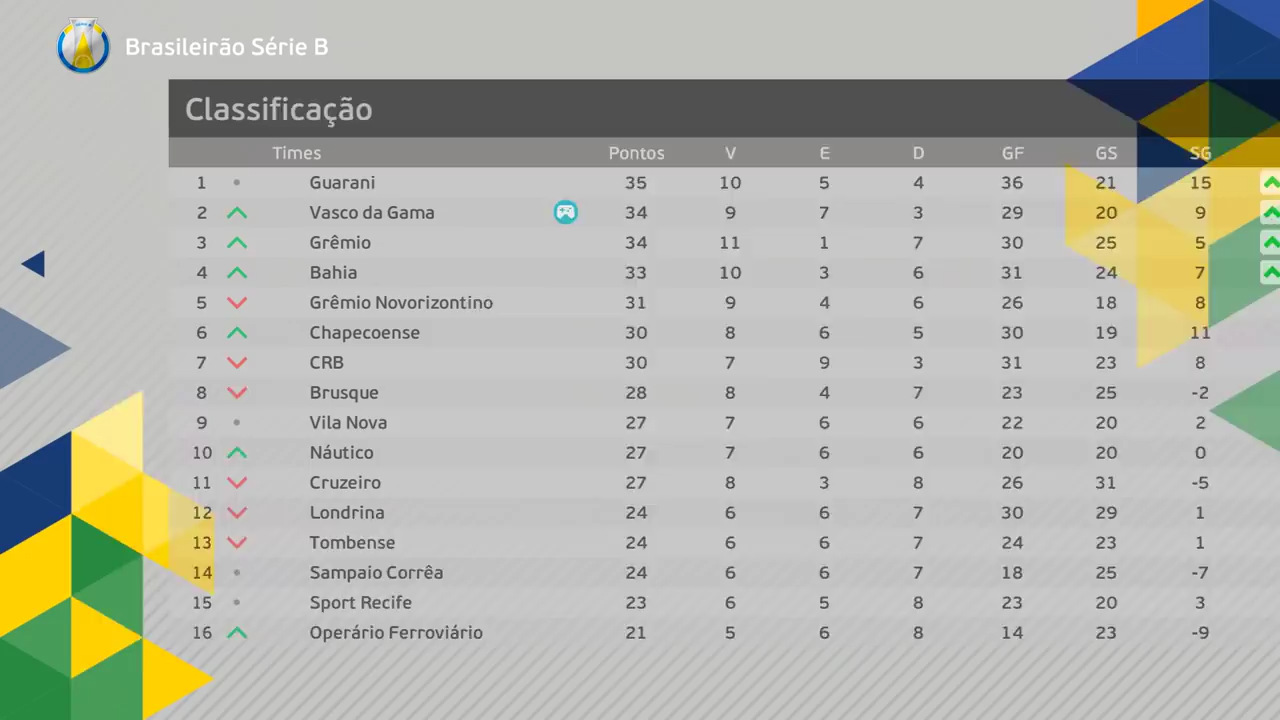 Brasileirão Série B
Classificação
Times Pontos V E D GF GS SG
1 Guarani 35 10 5 4 36 21 15
2 Vasco da Gama 34 9 7 3 29 20 9
3 Grêmio 34 11 1 7 30 25 5
4 Bahia 33 10 3 6 31 24 7
5 Grêmio Novorizontino 31 9 4 6 26 18 8
6 Chapecoense 30 8 6 5 30 19 11
7 CRB 30 7 9 3 31 23 8
8 Brusque 28 8 4 7 23 25 -2
9 Vila Nova 27 7 6 6 22 20 2
10 Náutico 27 7 6 6 20 20 0
11 Cruzeiro 27 8 3 8 26 31 -5
12 Londrina 24 6 6 7 30 29 1
13 Tombense 24 6 6 7 24 23 1
14 Sampaio Corrêa 24 6 6 7 18 25 -7
15 Sport Recife 23 6 5 8 23 20 3
16 Operário Ferroviário 21 5 6 8 14 23 -9